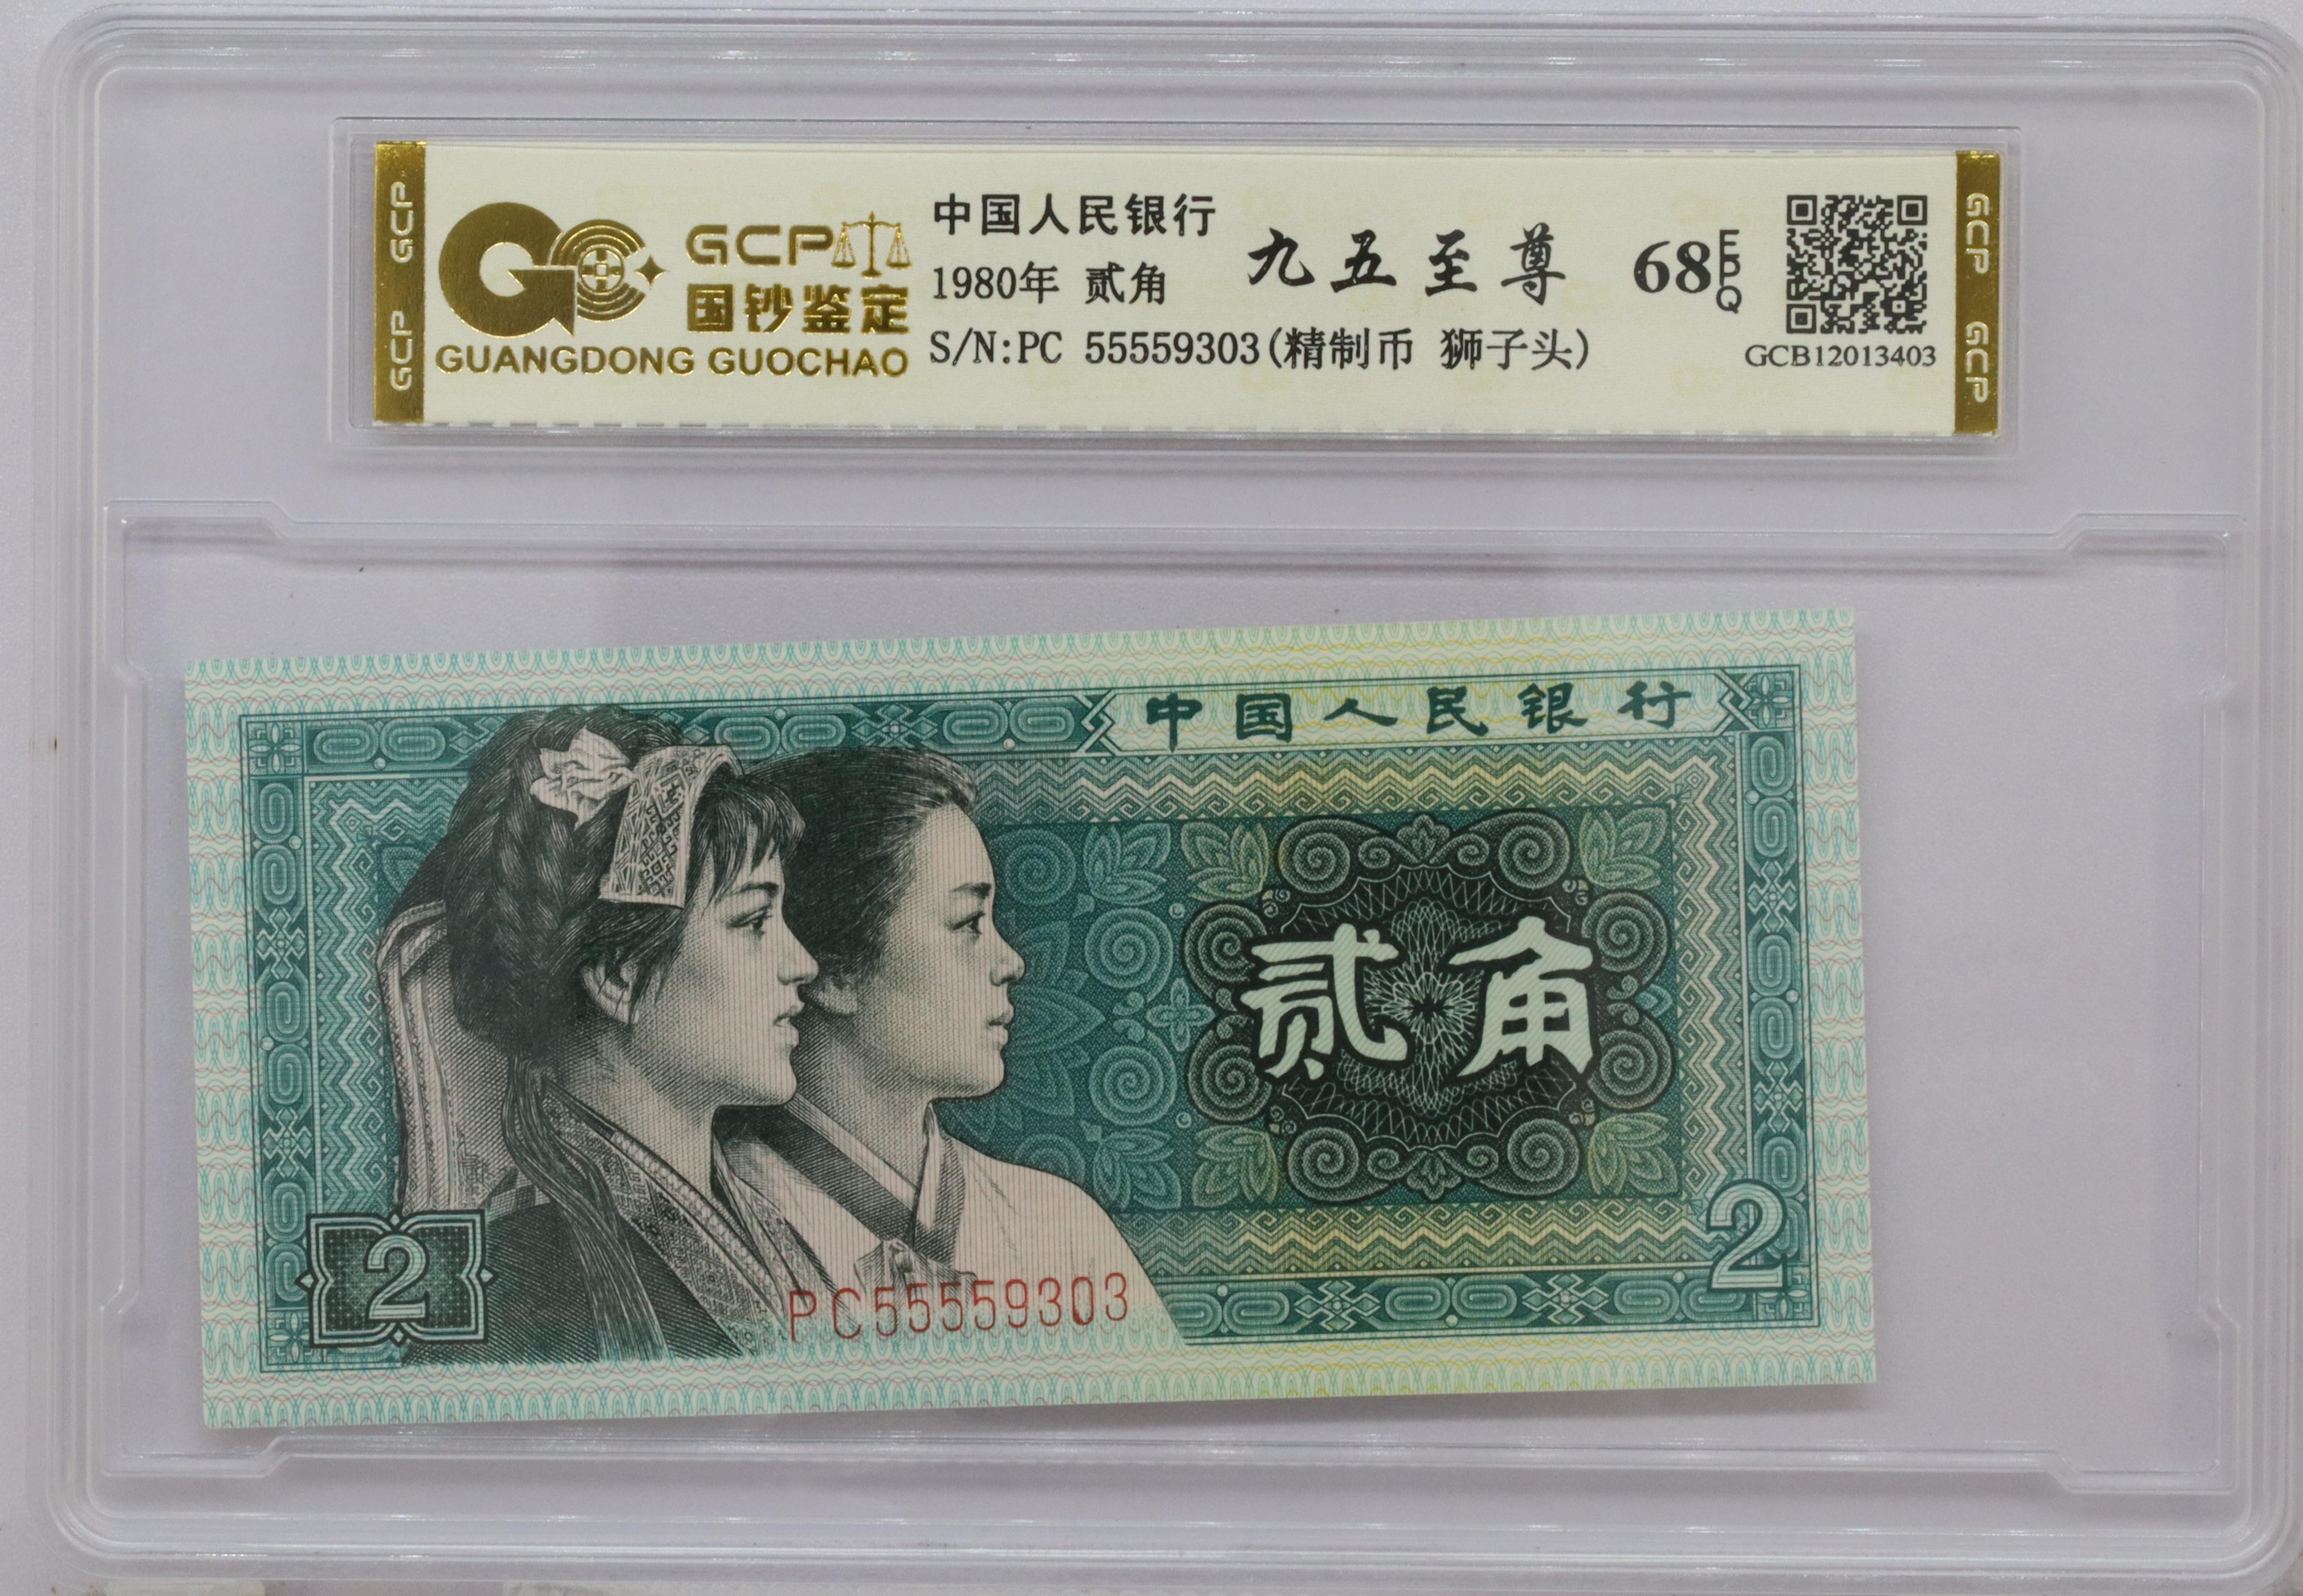 GCP GCP
GCP
国钞鉴定
GUANGDONG GUOCHAO
中国人民银行
1980年 贰角
S/N:PC 55559303(精制币 狮子头)
九五至尊
68 EPQ
GCB12013403
GCP GCP
中国人民银行
贰角
2
2
PC55559303